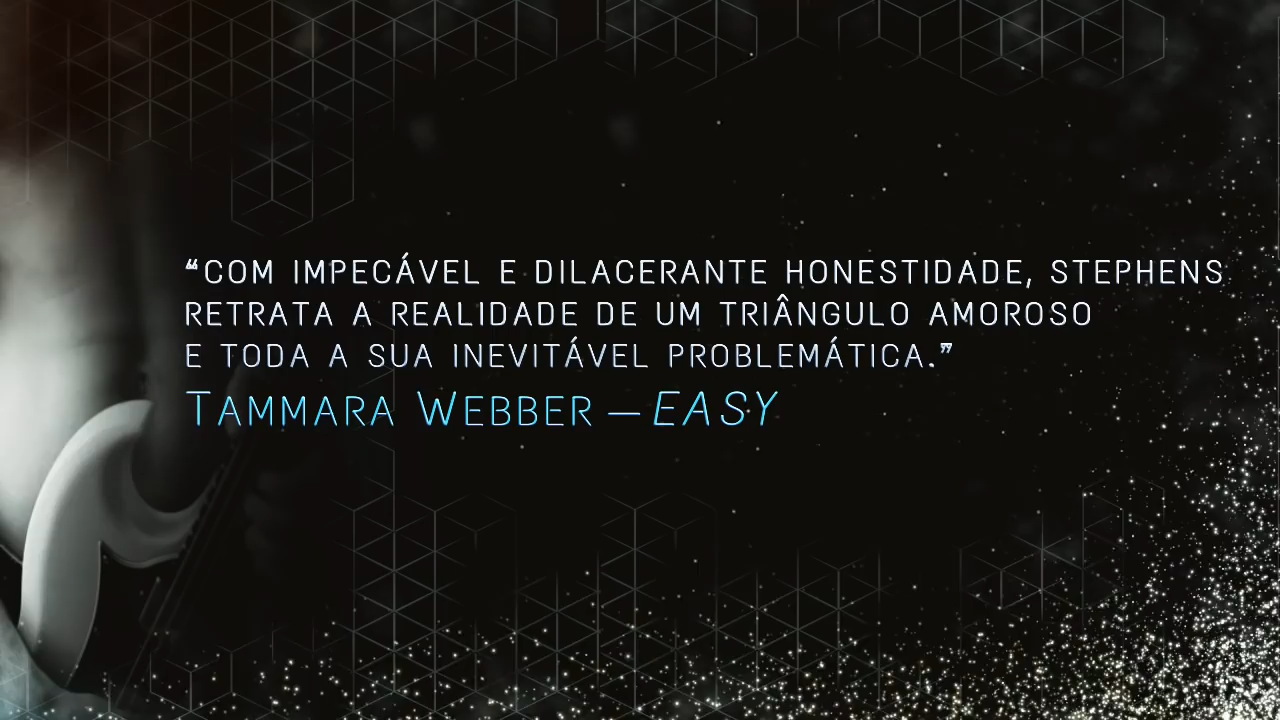 “COM IMPECÁVEL E DILACERANTE HONESTIDADE, STEPHENS
RETRATA A REALIDADE DE UM TRIÂNGULO AMOROSO
E TODA A SUA INEVITÁVEL PROBLEMÁTICA.”
TAMMARA WEBBER — EASY